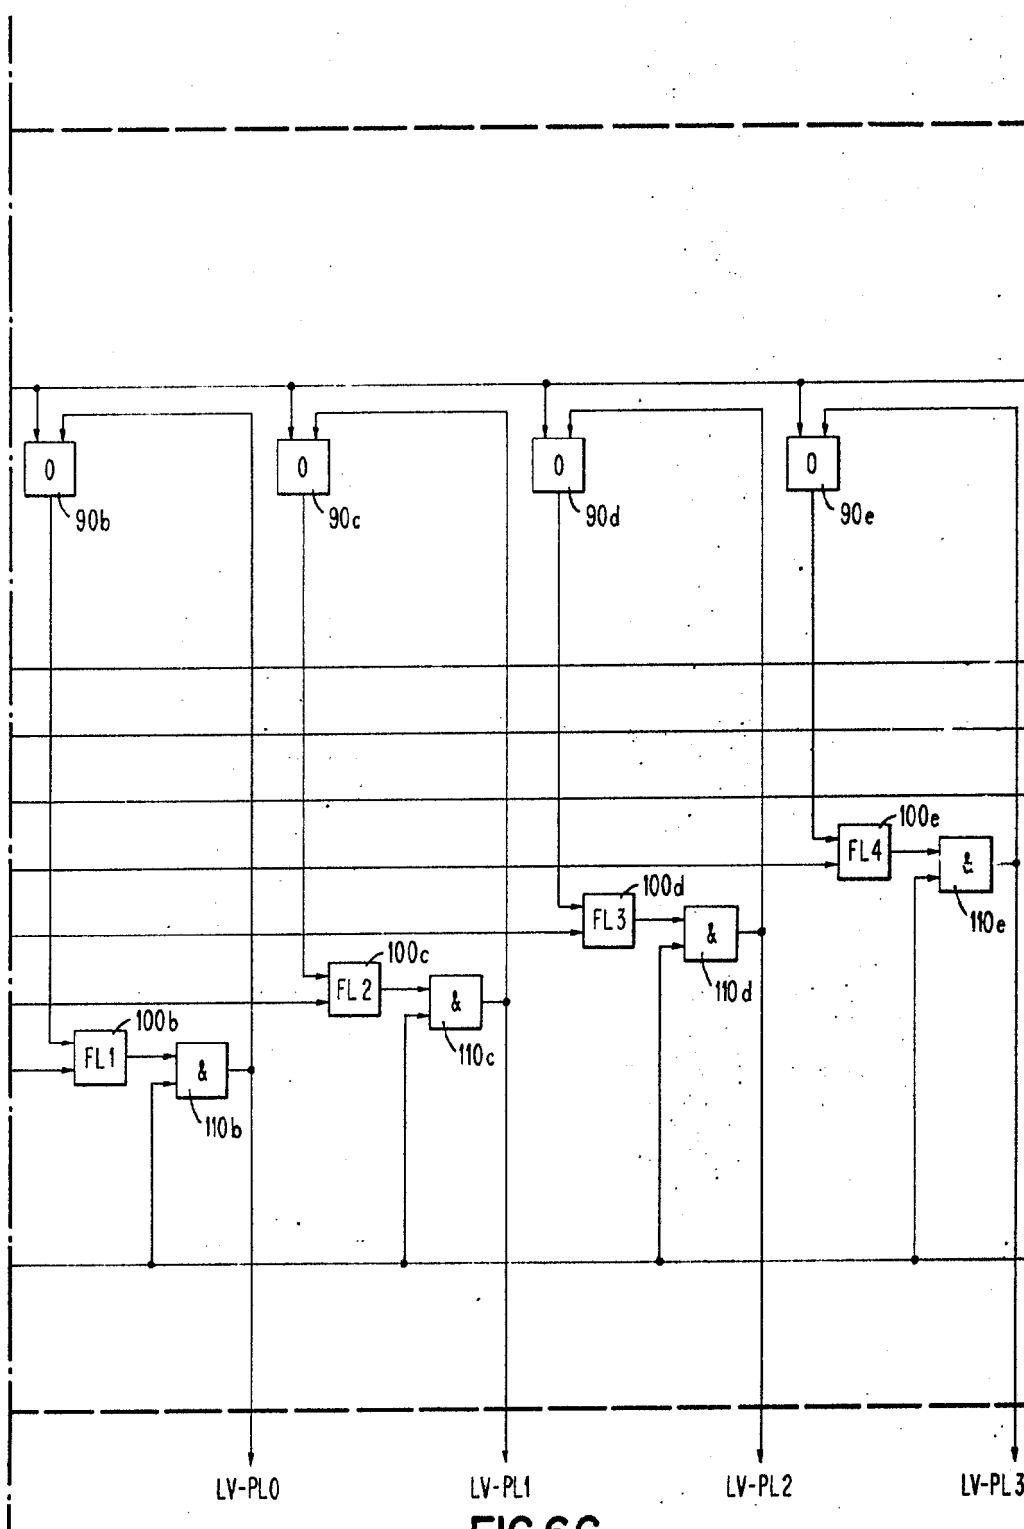 0 0 0 0
90b 90c 90d 90e
100e
FL4 &
100d
110e
FL3 &
100c
110d
FL2 &
100b
110c
FL1 &
110b
LV-PL0 LV-PL1 LV-PL2 LV-PL3